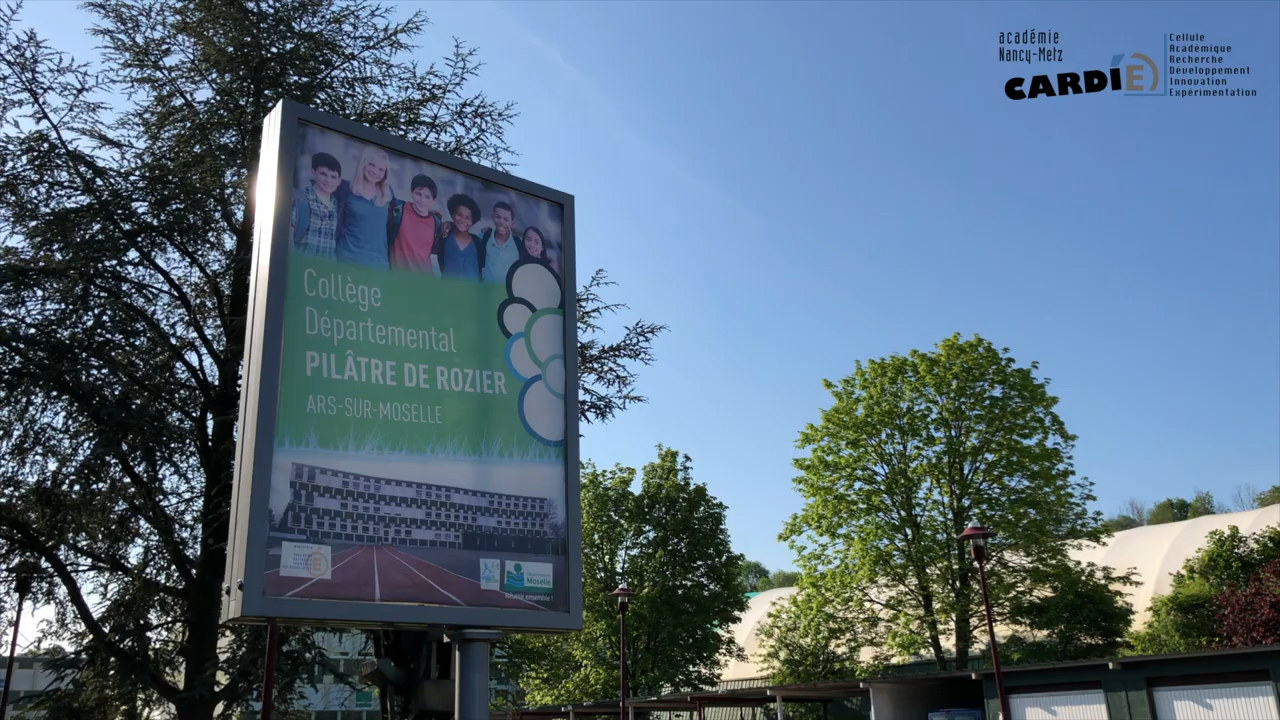 académie
Nancy-Metz
CARDIE
Cellule
Académique
Recherche
Développement
Innovation
Expérimentation
Collège
Départemental
PILÂTRE DE ROZIER
ARS-SUR-MOSELLE
Moselle